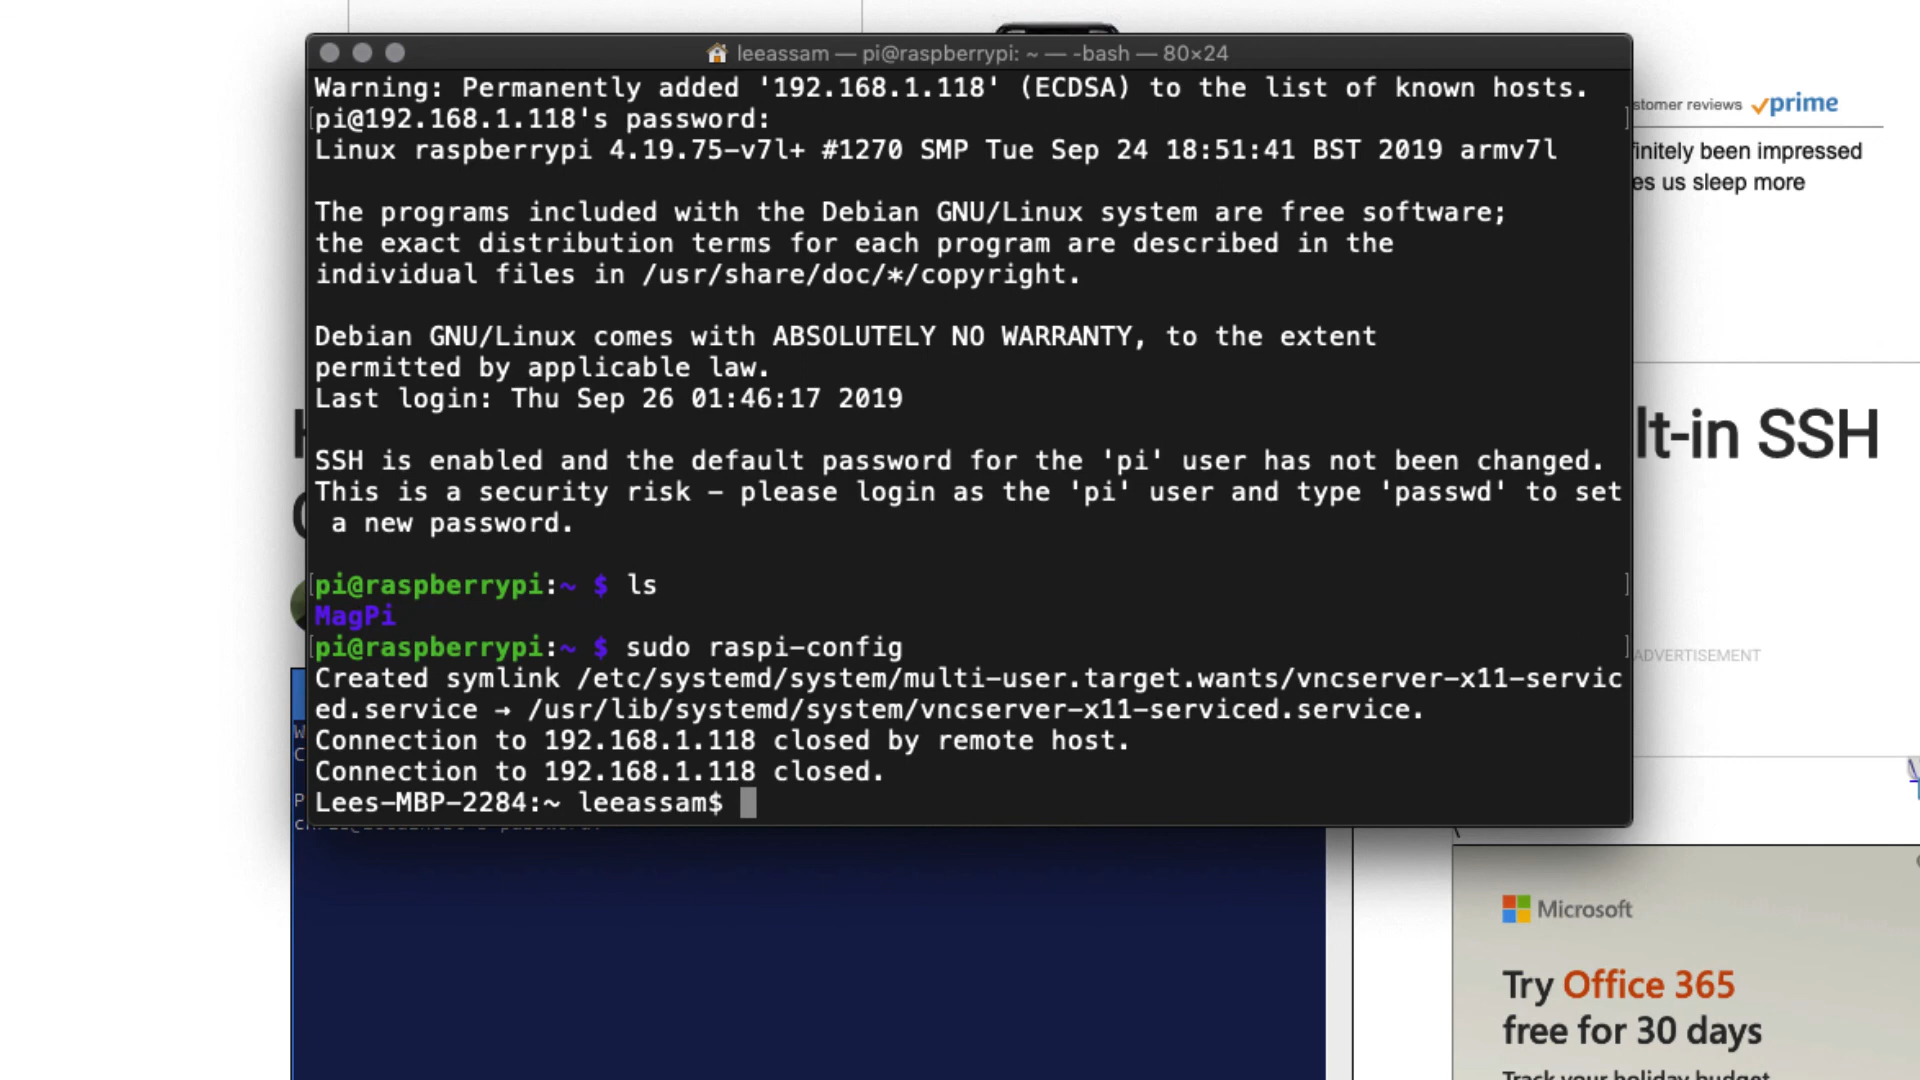 leeassam — pi@raspberrypi: ~ — -bash — 80×24
Warning: Permanently added '192.168.1.118' (ECDSA) to the list of known hosts.
pi@192.168.1.118's password:
Linux raspberrypi 4.19.75-v7l+ #1270 SMP Tue Sep 24 18:51:41 BST 2019 armv7l
The programs included with the Debian GNU/Linux system are free software;
the exact distribution terms for each program are described in the
individual files in /usr/share/doc/*/copyright.
Debian GNU/Linux comes with ABSOLUTELY NO WARRANTY, to the extent
permitted by applicable law.
Last login: Thu Sep 26 01:46:17 2019
SSH is enabled and the default password for the 'pi' user has not been changed.
This is a security risk – please login as the 'pi' user and type 'passwd' to set
a new password.
pi@raspberrypi:~ $ ls
MagPi
pi@raspberrypi:~ $ sudo raspi-config
Created symlink /etc/systemd/system/multi-user.target.wants/vncserver-x11-servic
ed.service → /usr/lib/systemd/system/vncserver-x11-serviced.service.
Connection to 192.168.1.118 closed by remote host.
Connection to 192.168.1.118 closed.
Lees-MBP-2284:~ leeassam$
stomer reviews prime
finitely been impressed
es us sleep more
lt-in SSH
ADVERTISEMENT
Microsoft
Try Office 365
free for 30 days
Track your holiday budget